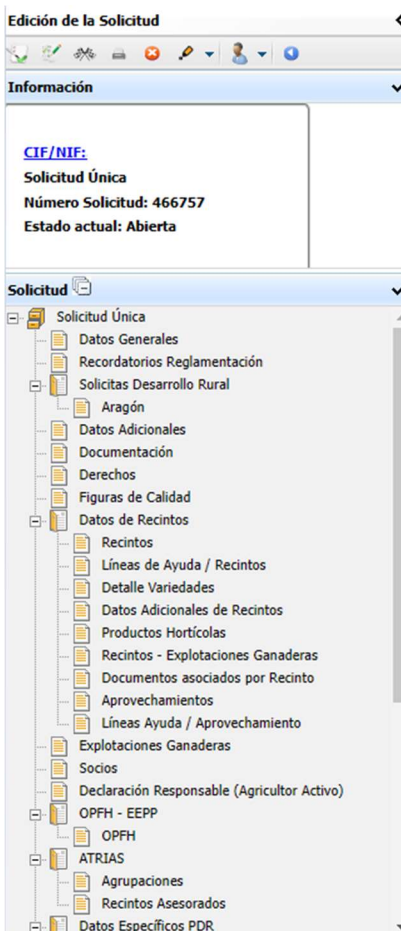 Edición de la Solicitud
Información
CIF/NIF:
Solicitud Única
Número Solicitud: 466757
Estado actual: Abierta
Solicitud
Solicitud Única
Datos Generales
Recordatorios Reglamentación
Solicitas Desarrollo Rural
Aragón
Datos Adicionales
Documentación
Derechos
Figuras de Calidad
Datos de Recintos
Recintos
Líneas de Ayuda / Recintos
Detalle Variedades
Datos Adicionales de Recintos
Productos Hortícolas
Recintos - Explotaciones Ganaderas
Documentos asociados por Recinto
Aprovechamientos
Líneas Ayuda / Aprovechamiento
Explotaciones Ganaderas
Socios
Declaración Responsable (Agricultor Activo)
OPFH - EEPP
OPFH
ATRIAS
Agrupaciones
Recintos Asesorados
Datos Específicos PDR